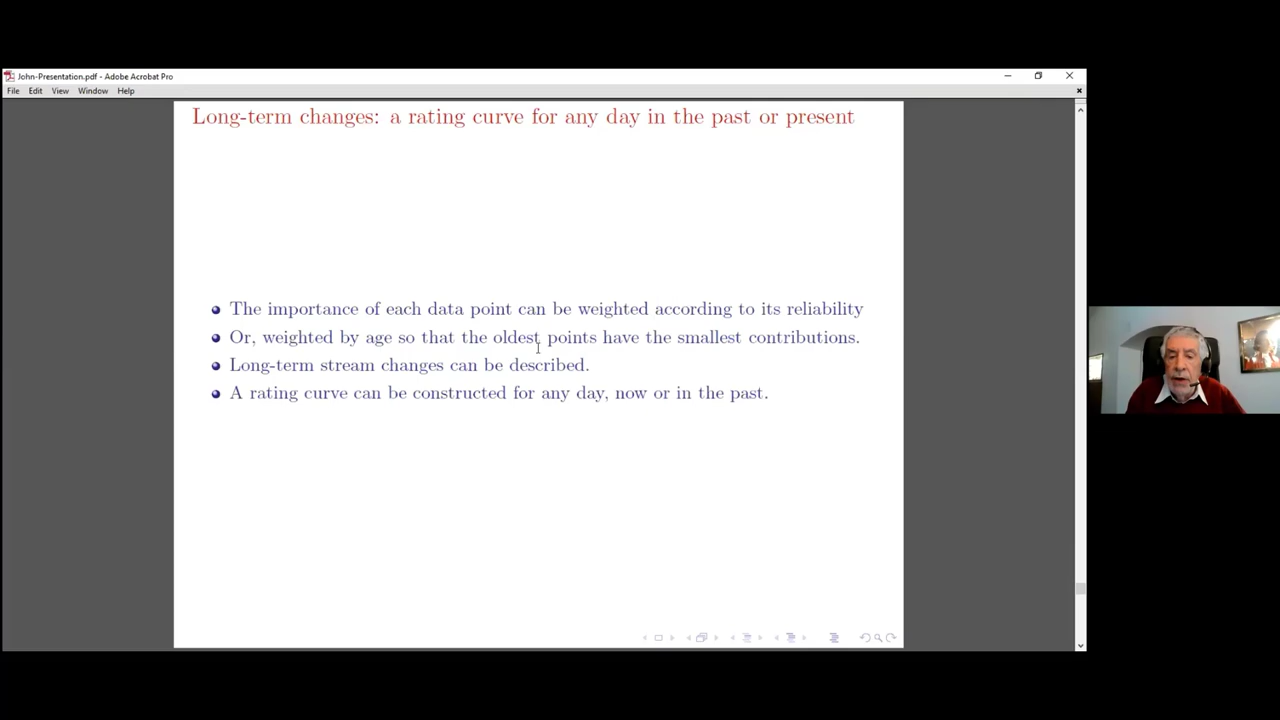 John-Presentation.pdf - Adobe Acrobat Pro
File Edit View Window Help
Long-term changes: a rating curve for any day in the past or present
The importance of each data point can be weighted according to its reliability
Or, weighted by age so that the oldest points have the smallest contributions.
Long-term stream changes can be described.
A rating curve can be constructed for any day, now or in the past.